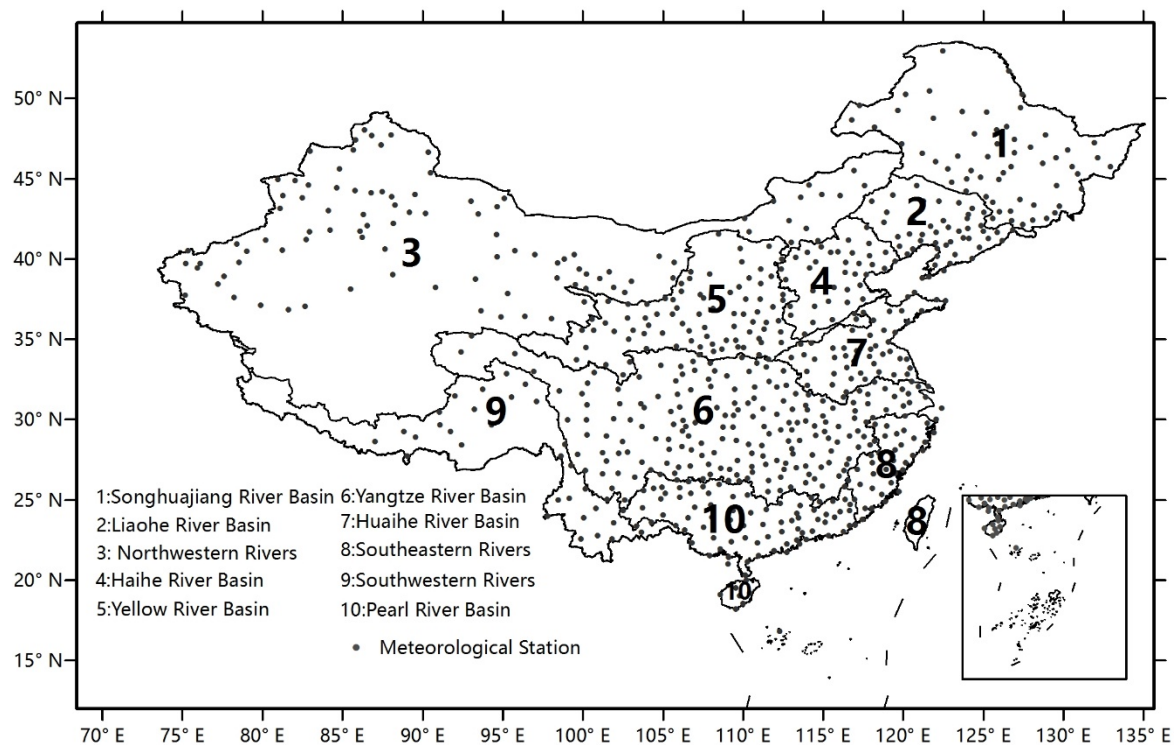 50° N
45° N
40° N
35° N
30° N
25° N
20° N
15° N
1
2
3
4
5
7
6
9
8
10
8
10
1:Songhuajiang River Basin 6:Yangtze River Basin
2:Liaohe River Basin 7:Huaihe River Basin
3: Northwestern Rivers 8:Southeastern Rivers
4:Haihe River Basin 9:Southwestern Rivers
5:Yellow River Basin 10:Pearl River Basin
Meteorological Station
70° E 75° E 80° E 85° E 90° E 95° E 100° E 105° E 110° E 115° E 120° E 125° E 130° E 135° E